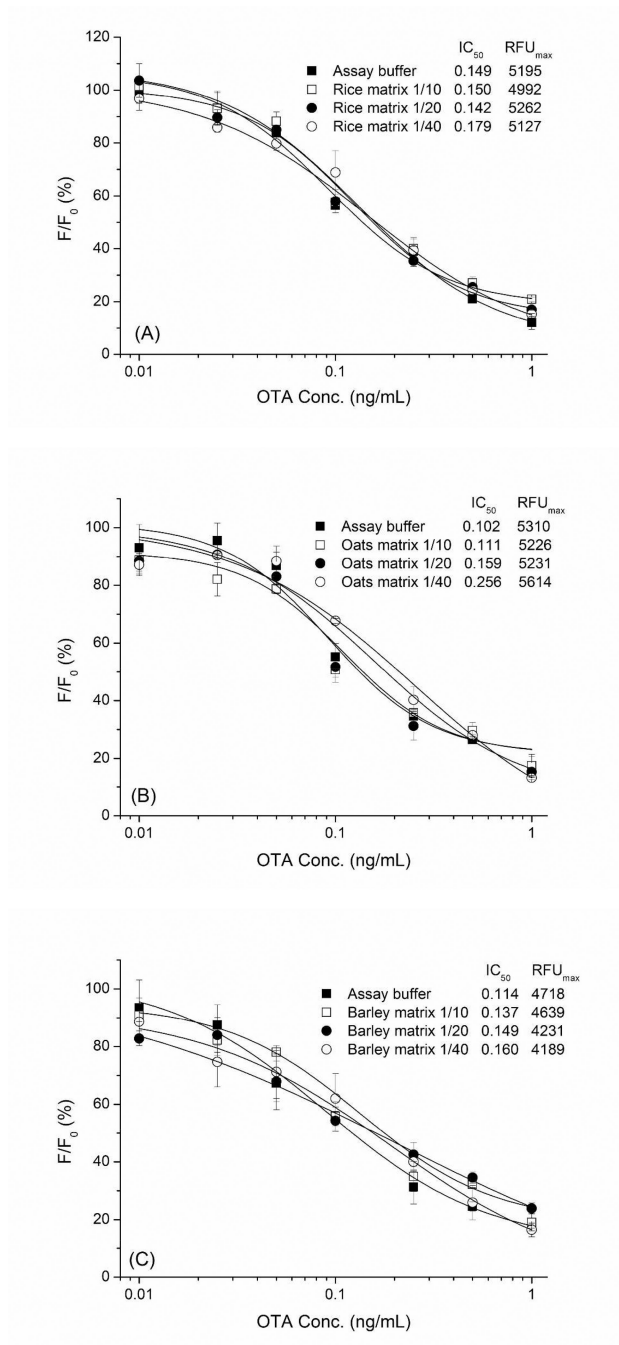 IC50 RFUmax
Assay buffer 0.149 5195
Rice matrix 1/10 0.150 4992
Rice matrix 1/20 0.142 5262
Rice matrix 1/40 0.179 5127
120
100
80
60
40
20
0
F/F0 (%)
(A)
0.01 0.1 1
OTA Conc. (ng/mL)
IC50 RFUmax
Assay buffer 0.102 5310
Oats matrix 1/10 0.111 5226
Oats matrix 1/20 0.159 5231
Oats matrix 1/40 0.256 5614
100
80
60
40
20
0
F/F0 (%)
(B)
0.01 0.1 1
OTA Conc. (ng/mL)
IC50 RFUmax
Assay buffer 0.114 4718
Barley matrix 1/10 0.137 4639
Barley matrix 1/20 0.149 4231
Barley matrix 1/40 0.160 4189
100
80
60
40
20
0
F/F0 (%)
(C)
0.01 0.1 1
OTA Conc. (ng/mL)